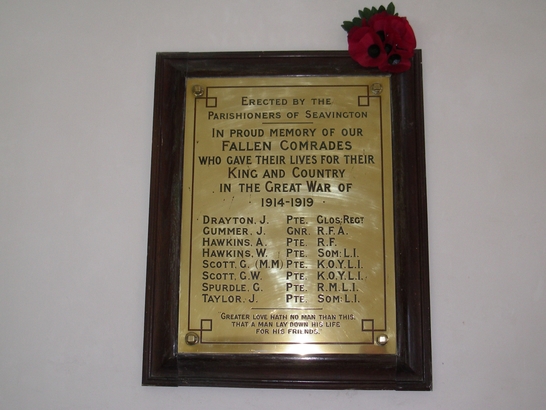 ERECTED BY THE
PARISHIONERS OF SEAVINGTON
IN PROUD MEMORY OF OUR
FALLEN COMRADES
WHO GAVE THEIR LIVES FOR THEIR
KING AND COUNTRY
IN THE GREAT WAR OF
· 1914-1919 ·
DRAYTON, J. PTE. GLOS: REGT
GUMMER, J. GNR. R.F.A.
HAWKINS, A. PTE. R.F.
HAWKINS, W. PTE. SOM: L.I.
SCOTT, G. (M.M) PTE. K.O.Y.L.I.
SCOTT, G.W. PTE. K.O.Y.L.I.
SPURDLE, G. PTE. R.M.L.I.
TAYLOR, J. PTE. SOM: L.I.
"GREATER LOVE HATH NO MAN THAN THIS,
THAT A MAN LAY DOWN HIS LIFE
FOR HIS FRIENDS."